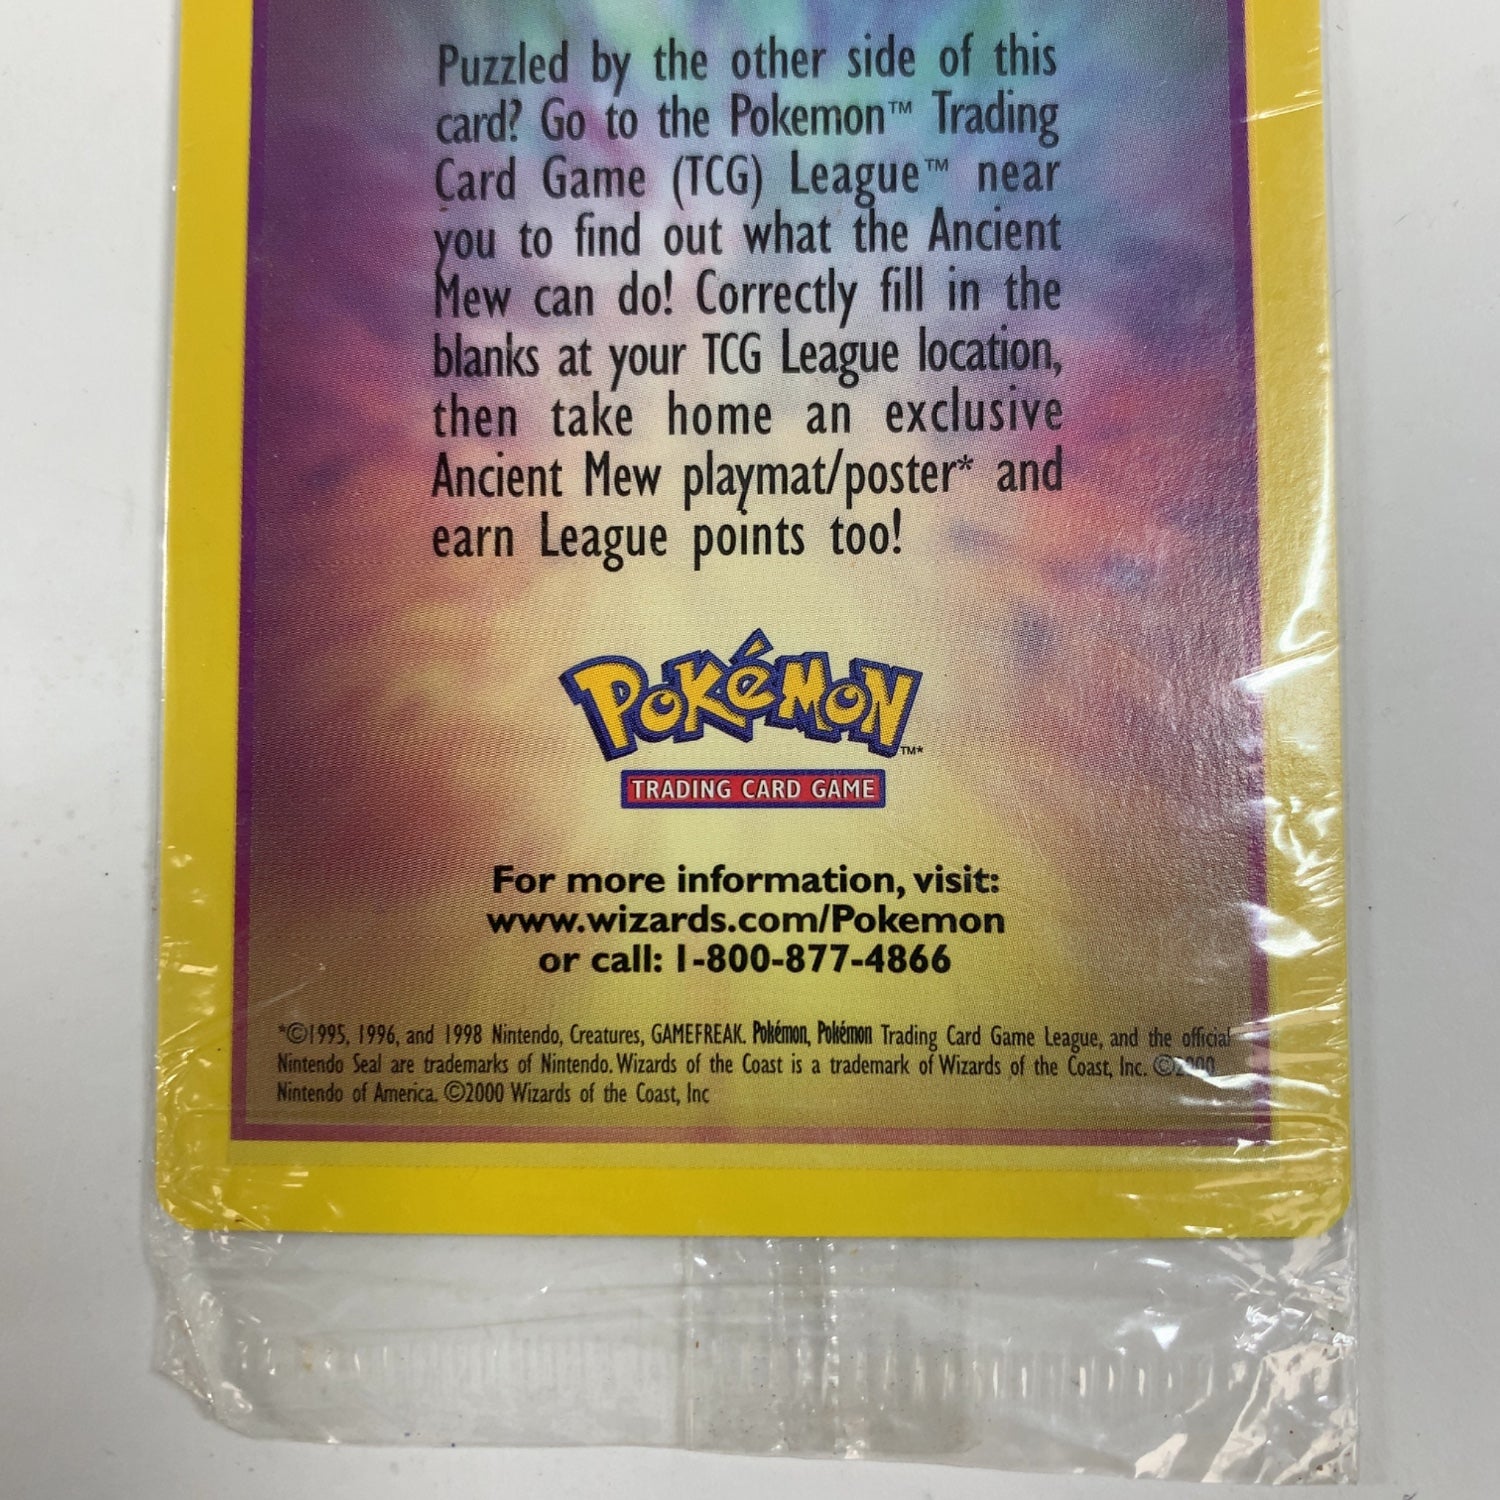 Puzzled by the other side of this
card? Go to the Pokemon™ Trading
Card Game (TCG) League™ near
you to find out what the Ancient
Mew can do! Correctly fill in the
blanks at your TCG League location,
then take home an exclusive
Ancient Mew playmat/poster* and
earn League points too!
POKéMON™*
TRADING CARD GAME
For more information, visit:
www.wizards.com/Pokemon
or call: 1-800-877-4866
*©1995, 1996, and 1998 Nintendo, Creatures, GAMEFREAK. Pokémon, Pokémon Trading Card Game League, and the official
Nintendo Seal are trademarks of Nintendo. Wizards of the Coast is a trademark of Wizards of the Coast, Inc. ©2000
Nintendo of America. ©2000 Wizards of the Coast, Inc